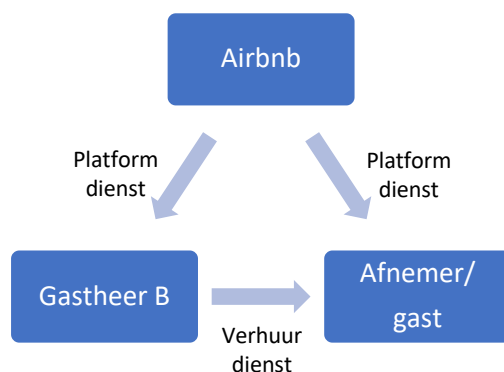 Airbnb
Platform
dienst
Platform
dienst
Gastheer B
Afnemer/
gast
Verhuur
dienst